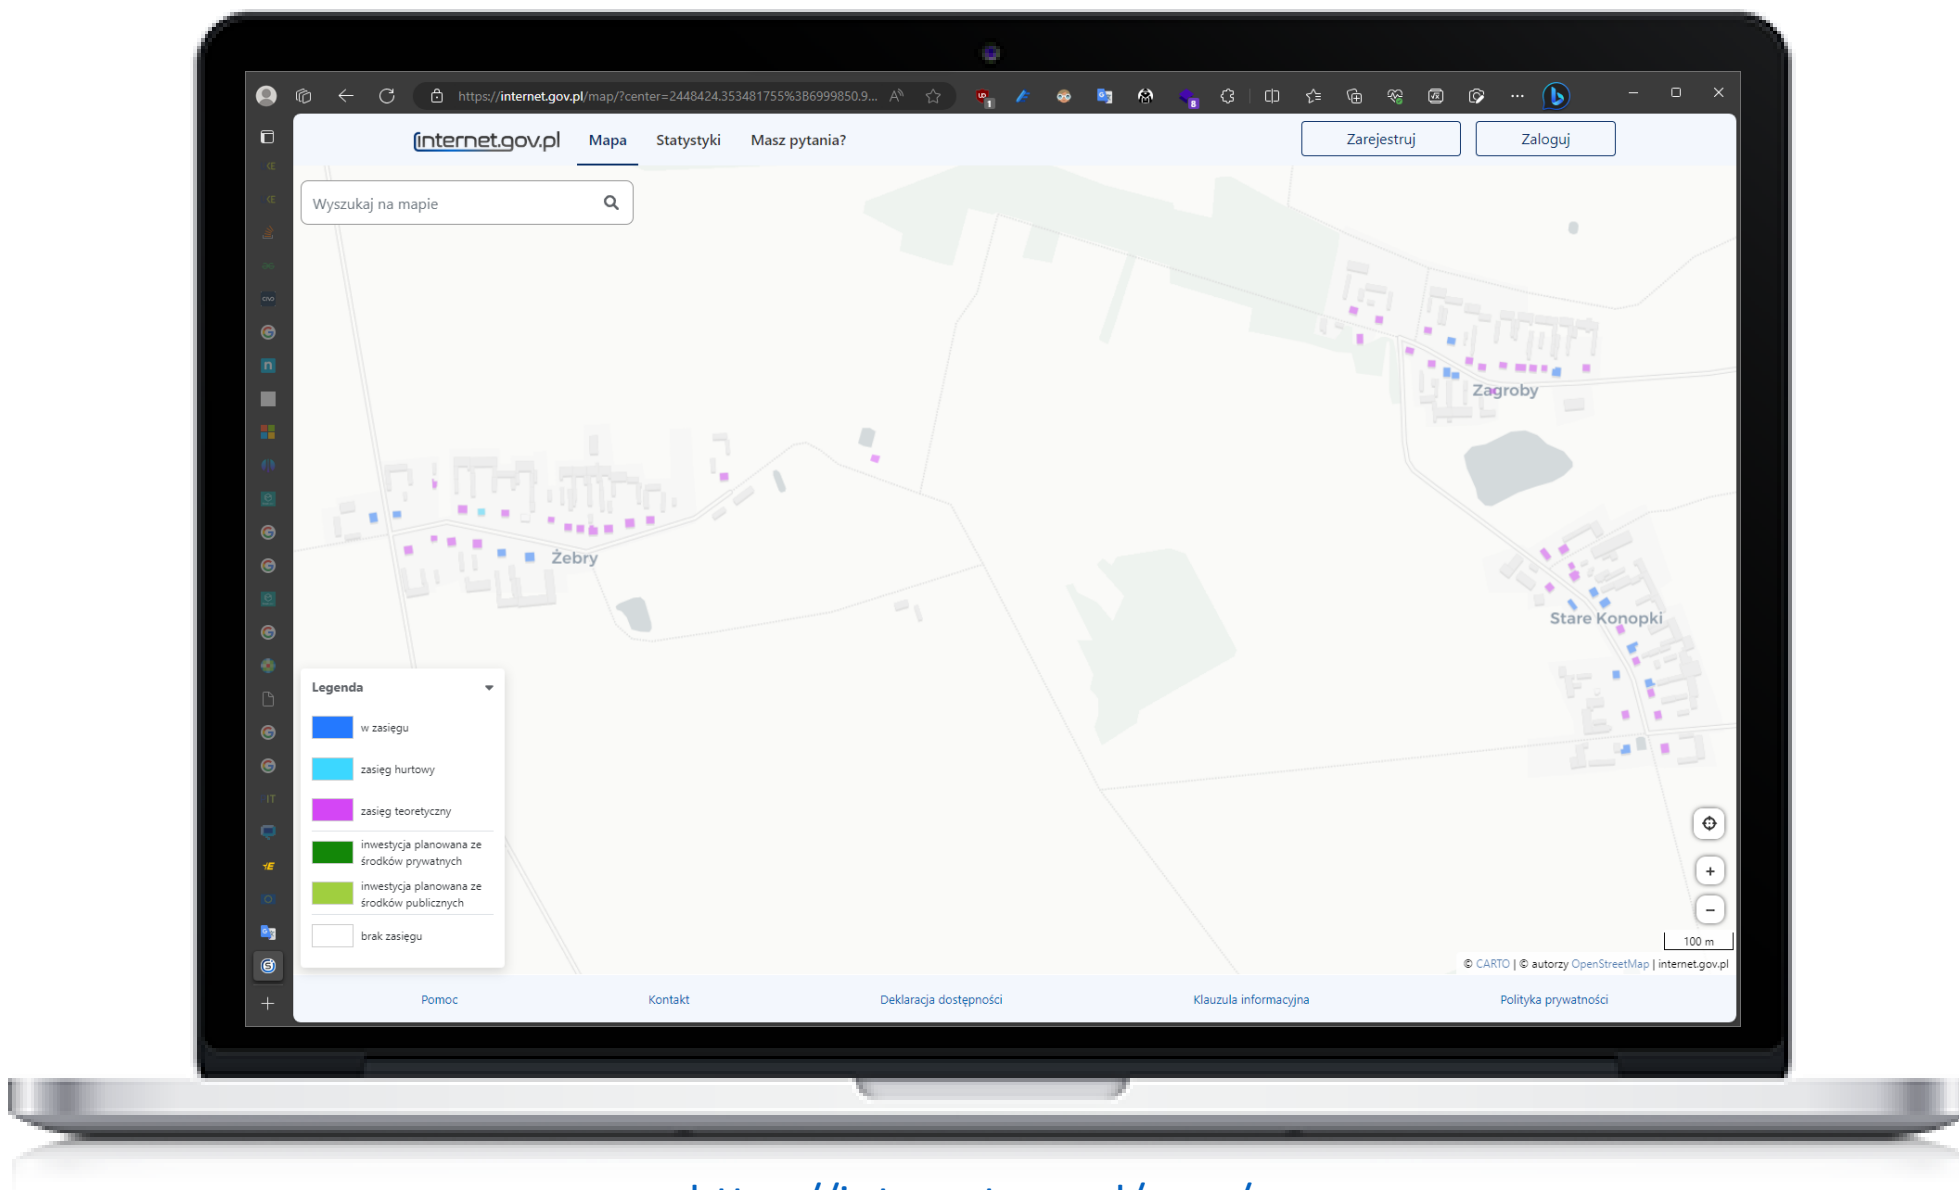 https://internet.gov.pl/map/?center=2448424.353481755%3B6999850.9...
internet.gov.pl
Mapa
Statystyki
Masz pytania?
Zarejestruj
Zaloguj
Wyszukaj na mapie
Zagroby
Żebry
Stare Konopki
Legenda
w zasięgu
zasięg hurtowy
zasięg teoretyczny
inwestycja planowana ze
środków prywatnych
inwestycja planowana ze
środków publicznych
brak zasięgu
100 m
© CARTO | © autorzy OpenStreetMap | internet.gov.pl
Pomoc
Kontakt
Deklaracja dostępności
Klauzula informacyjna
Polityka prywatności